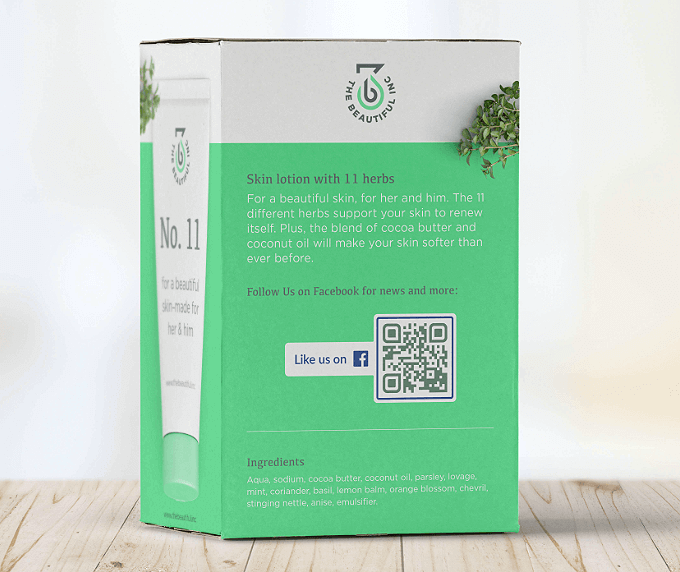 THE BEAUTIFUL INC
THE BEAUTIFUL INC
No. 11
for a beautiful
skin-made for
her & him
Skin lotion with 11 herbs
For a beautiful skin, for her and him. The 11
different herbs support your skin to renew
itself. Plus, the blend of cocoa butter and
coconut oil will make your skin softer than
ever before.
Follow Us on Facebook for news and more:
Like us on f
Ingredients
Aqua, sodium, cocoa butter, coconut oil, parsley, lovage,
mint, coriander, basil, lemon balm, orange blossom, chevril,
stinging nettle, anise, emulsifier.